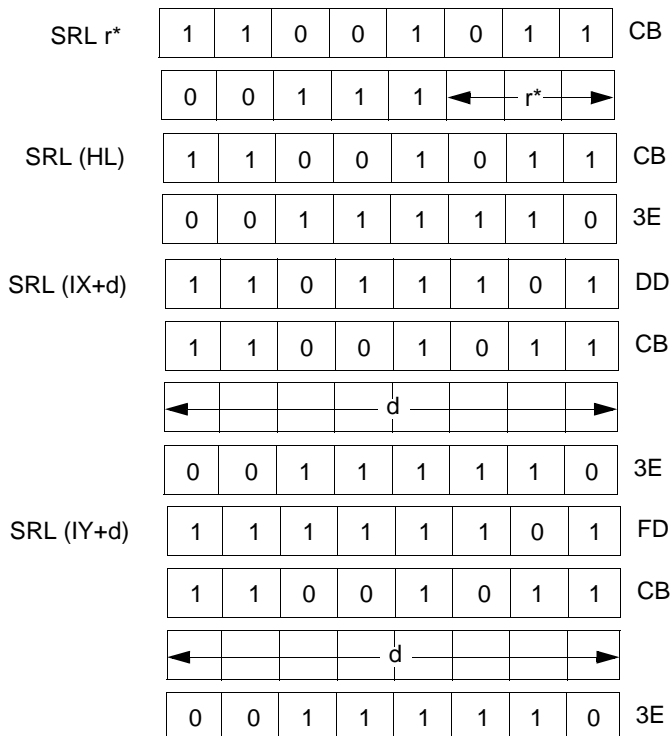 SRL r* 1 1 0 0 1 0 1 1 CB
0 0 1 1 1 r*
SRL (HL) 1 1 0 0 1 0 1 1 CB
0 0 1 1 1 1 1 0 3E
SRL (IX+d) 1 1 0 1 1 1 0 1 DD
1 1 0 0 1 0 1 1 CB
d
0 0 1 1 1 1 1 0 3E
SRL (IY+d) 1 1 1 1 1 1 0 1 FD
1 1 0 0 1 0 1 1 CB
d
0 0 1 1 1 1 1 0 3E